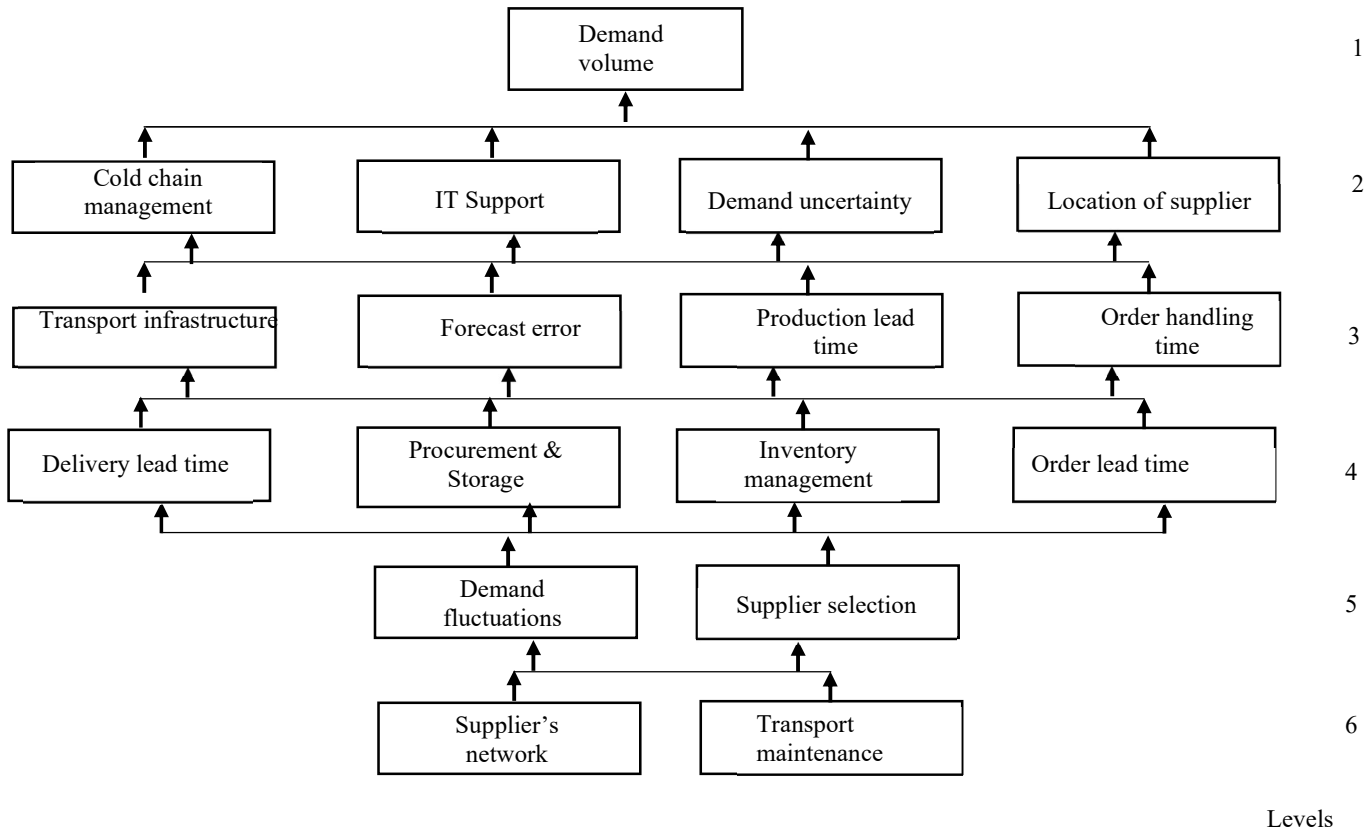 Demand
volume
1
Cold chain
management
IT Support
Demand uncertainty
Location of supplier
2
Transport infrastructure
Forecast error
Production lead
time
Order handling
time
3
Delivery lead time
Procurement &
Storage
Inventory
management
Order lead time
4
Demand
fluctuations
Supplier selection
5
Supplier’s
network
Transport
maintenance
6
Levels